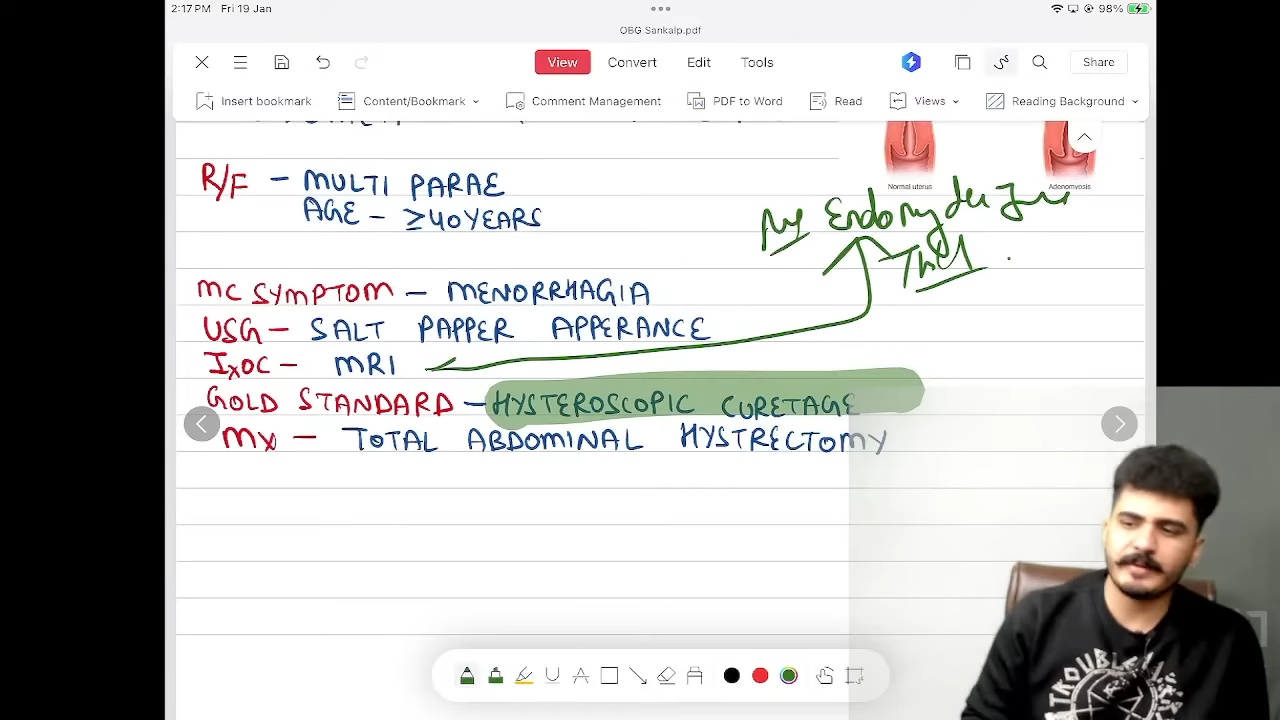 2:17 PM Fri 19 Jan
98%
OBG Sankalp.pdf
View Convert Edit Tools Share
Insert bookmark Content/Bookmark Comment Management PDF to Word Read Views Reading Background
Normal uterus Adenomyosis
R/F - MULTI PARAE
AGE - ≥40 YEARS
MC SYMPTOM - MENORRHAGIA
USG - SALT PAPPER APPERANCE
IxOC - MRI
GOLD STANDARD - HYSTEROSCOPIC CURETAGE
Mx - TOTAL ABDOMINAL HYSTRECTOMY